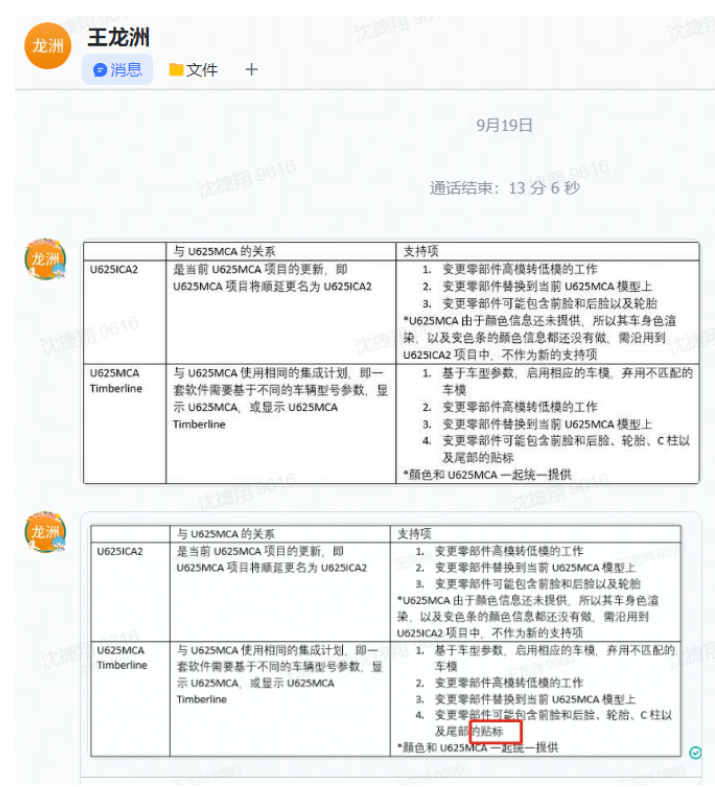 龙洲
王龙洲
消息 文件 +
9月19日
通话结束：13 分 6 秒
龙洲
与 U625MCA 的关系 支持项
U625ICA2 是当前 U625MCA 项目的更新，即 1. 变更零部件高模转低模的工作
U625MCA 项目将顺延更名为 U625ICA2 2. 变更零部件替换到当前 U625MCA 模型上
3. 变更零部件可能包含前脸和后脸以及轮胎
*U625MCA 由于颜色信息还未提供，所以其车身色渲
染，以及变色条的颜色信息都还没有做，需沿用到
U625ICA2 项目中，不作为新的支持项
U625MCA 与 U625MCA 使用相同的集成计划，即一 1. 基于车型参数，启用相应的车模，弃用不匹配的
Timberline 套软件需要基于不同的车辆型号参数，显 车模
示 U625MCA，或显示 U625MCA 2. 变更零部件高模转低模的工作
Timberline 3. 变更零部件替换到当前 U625MCA 模型上
4. 变更零部件可能包含前脸和后脸、轮胎、C 柱以
及尾部的贴标
*颜色和 U625MCA 一起统一提供
龙洲
与 U625MCA 的关系 支持项
U625ICA2 是当前 U625MCA 项目的更新，即 1. 变更零部件高模转低模的工作
U625MCA 项目将顺延更名为 U625ICA2 2. 变更零部件替换到当前 U625MCA 模型上
3. 变更零部件可能包含前脸和后脸以及轮胎
*U625MCA 由于颜色信息还未提供，所以其车身色渲
染，以及变色条的颜色信息都还没有做，需沿用到
U625ICA2 项目中，不作为新的支持项
U625MCA 与 U625MCA 使用相同的集成计划，即一 1. 基于车型参数，启用相应的车模，弃用不匹配的
Timberline 套软件需要基于不同的车辆型号参数，显 车模
示 U625MCA，或显示 U625MCA 2. 变更零部件高模转低模的工作
Timberline 3. 变更零部件替换到当前 U625MCA 模型上
4. 变更零部件可能包含前脸和后脸、轮胎、C 柱以
及尾部的贴标
*颜色和 U625MCA 一起统一提供
沈捷翔 9616
王龙洲 0590